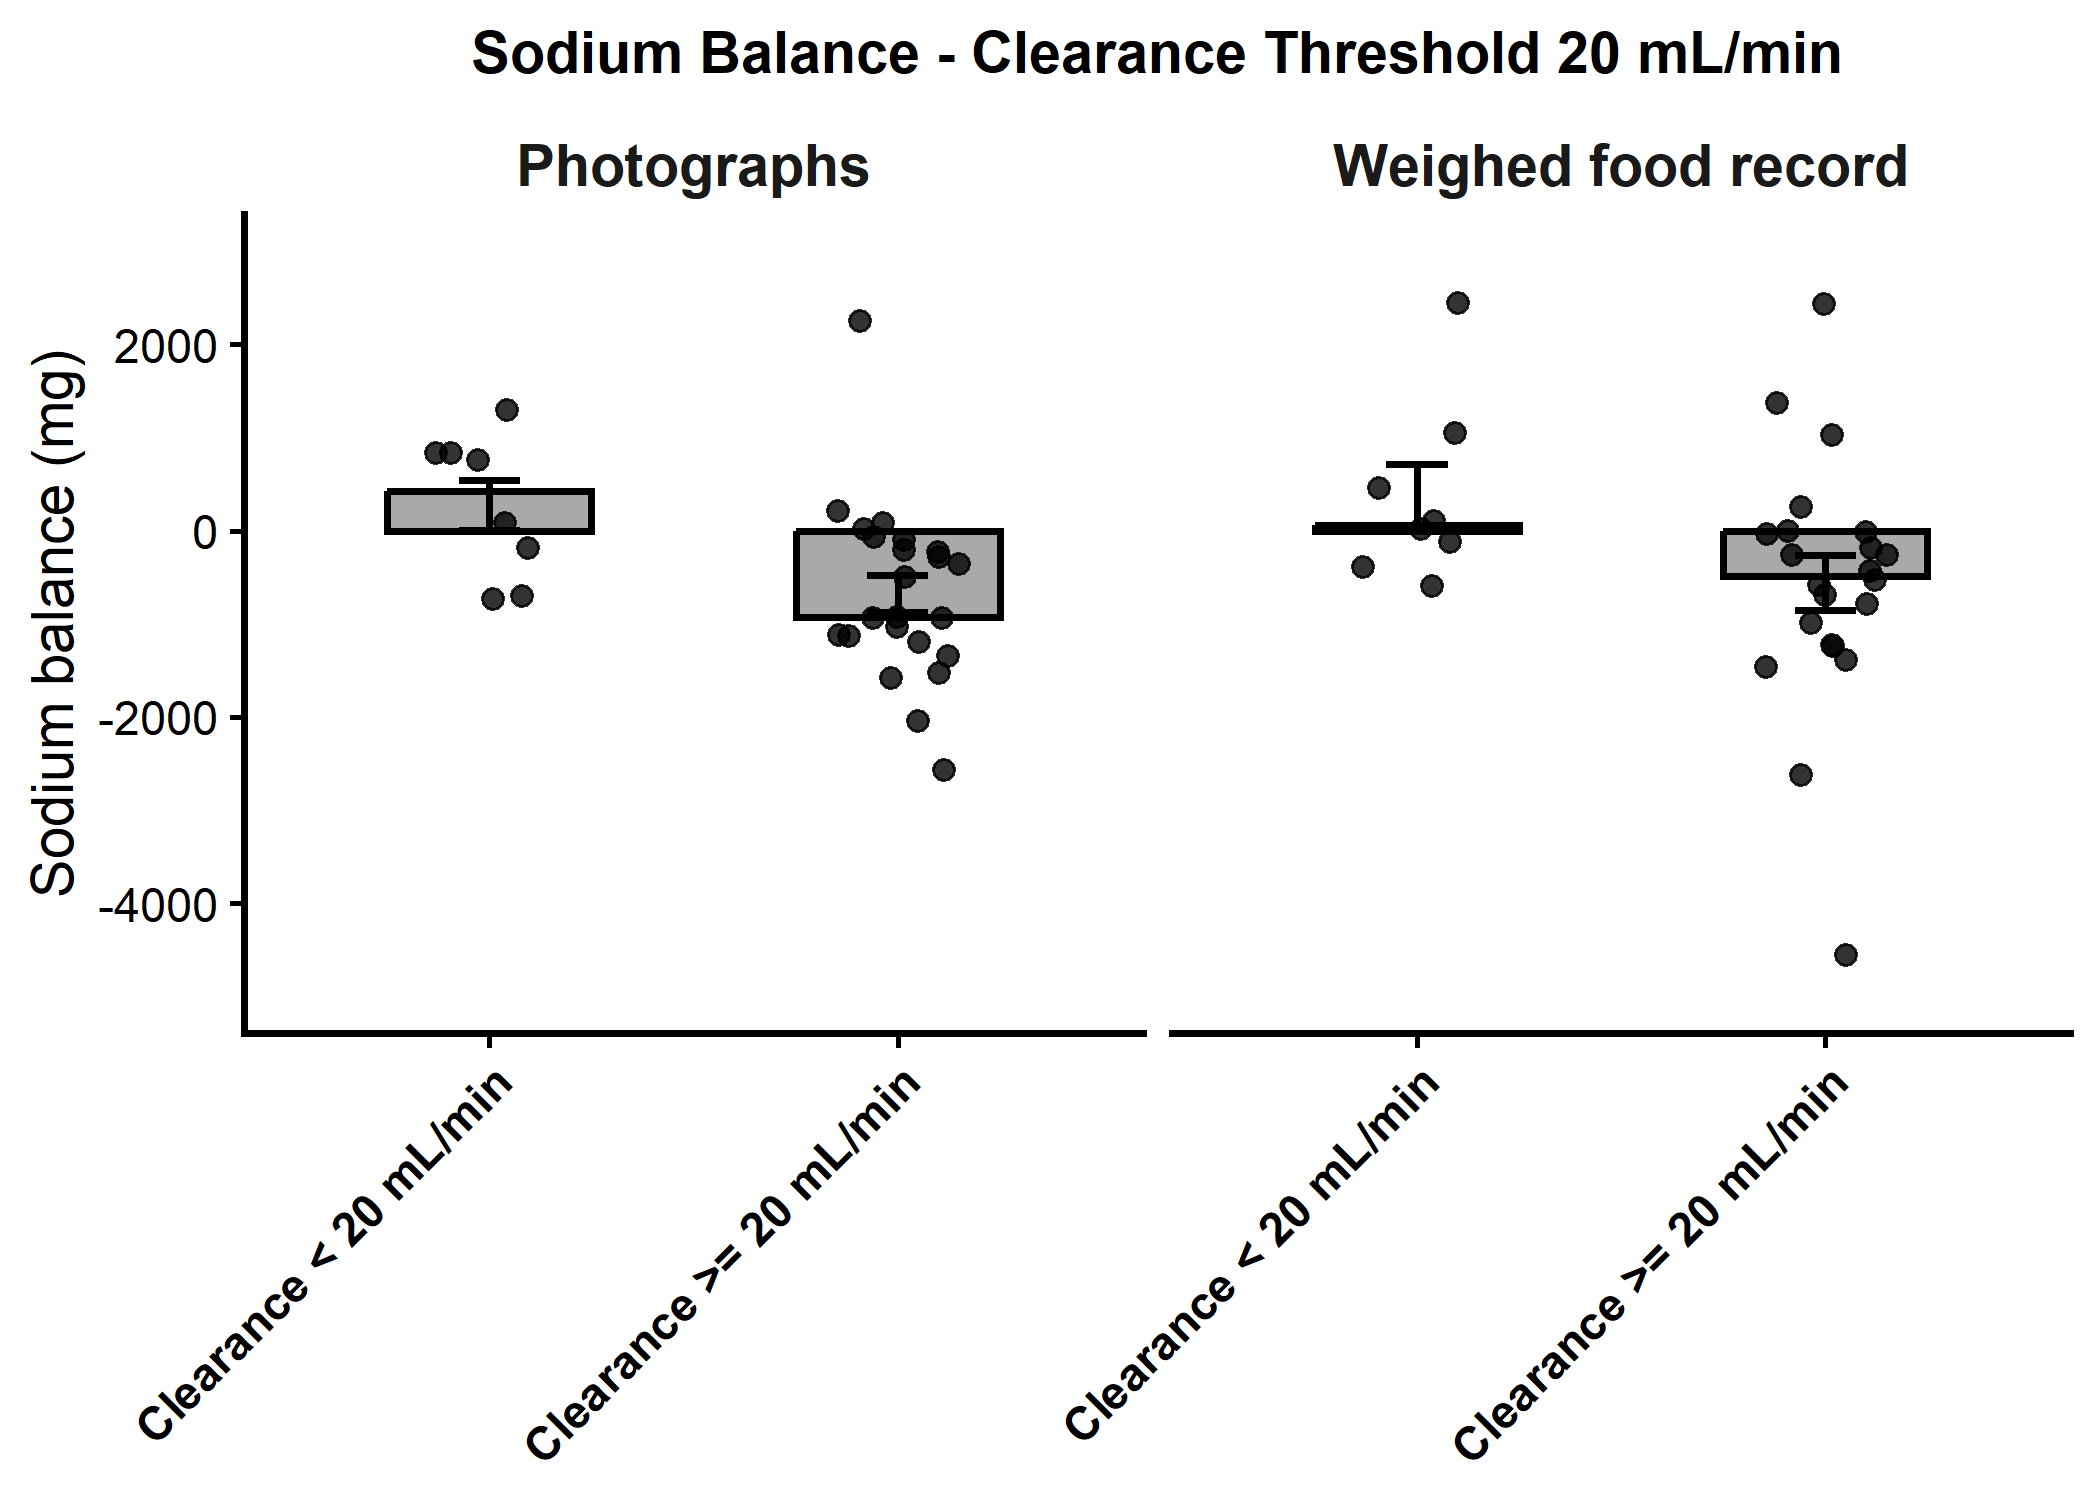 Sodium Balance - Clearance Threshold 20 mL/min
Photographs
Weighed food record
Sodium balance (mg)
2000
0
-2000
-4000
Clearance < 20 mL/min
Clearance >= 20 mL/min
Clearance < 20 mL/min
Clearance >= 20 mL/min